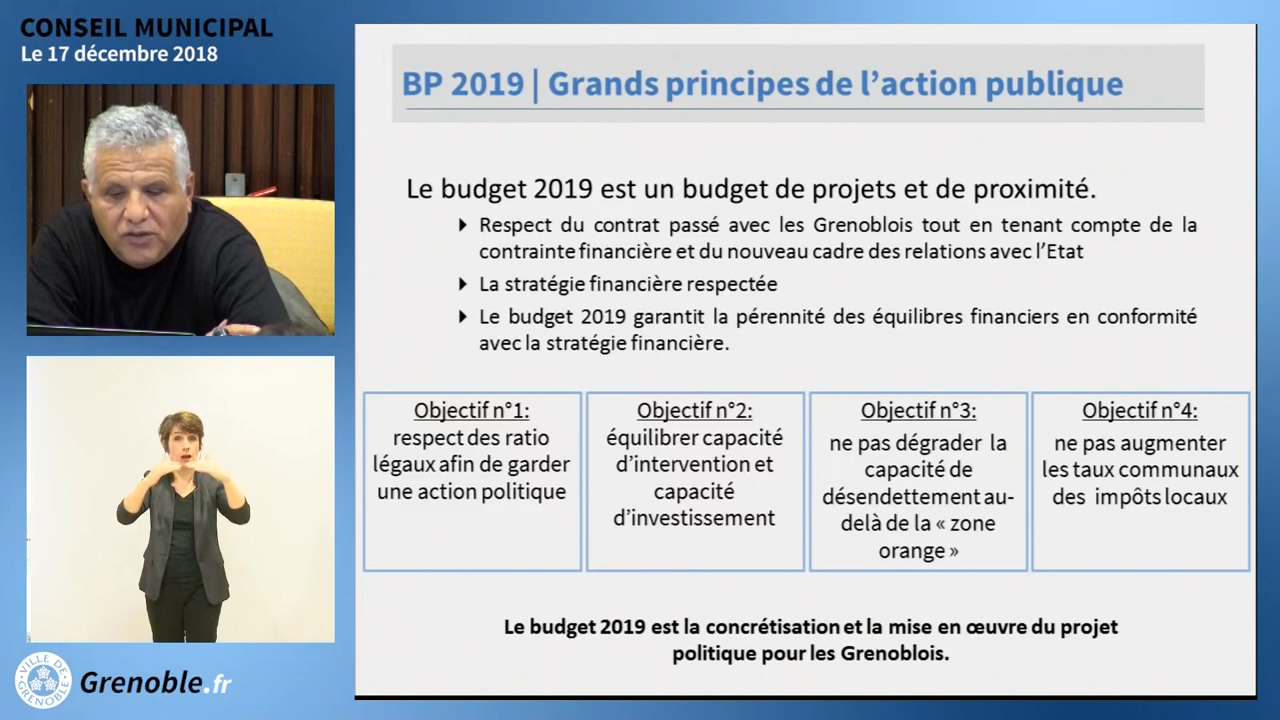 CONSEIL MUNICIPAL
Le 17 décembre 2018
BP 2019 | Grands principes de l’action publique
Le budget 2019 est un budget de projets et de proximité.
Respect du contrat passé avec les Grenoblois tout en tenant compte de la
contrainte financière et du nouveau cadre des relations avec l’Etat
La stratégie financière respectée
Le budget 2019 garantit la pérennité des équilibres financiers en conformité
avec la stratégie financière.
Objectif n°1:
respect des ratio
légaux afin de garder
une action politique
Objectif n°2:
équilibrer capacité
d’intervention et
capacité
d’investissement
Objectif n°3:
ne pas dégrader la
capacité de
désendettement au-
delà de la « zone
orange »
Objectif n°4:
ne pas augmenter
les taux communaux
des impôts locaux
Le budget 2019 est la concrétisation et la mise en œuvre du projet
politique pour les Grenoblois.
VILLE DE
GRENOBLE
Grenoble.fr